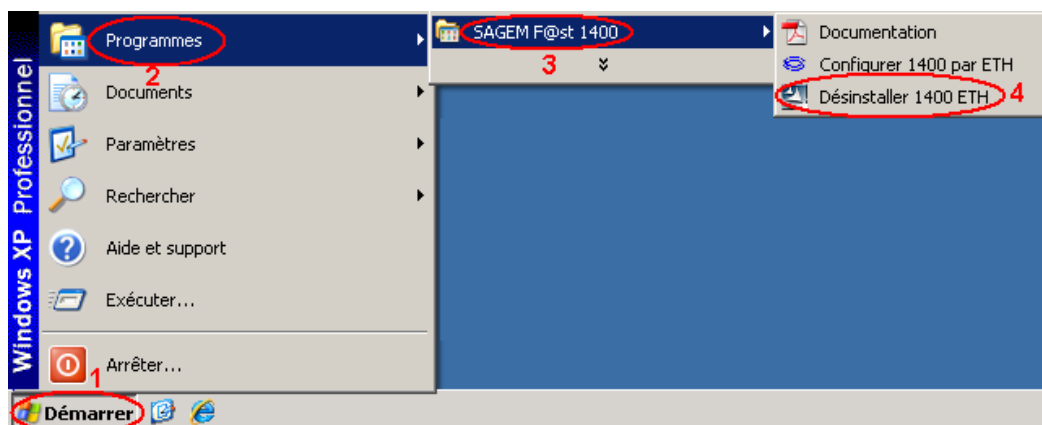 Windows XP Professionnel
Programmes
2
Documents
Paramètres
Rechercher
Aide et support
Exécuter...
Arrêter...
1
Démarrer
SAGEM F@st 1400
3
Documentation
Configurer 1400 par ETH
Désinstaller 1400 ETH
4